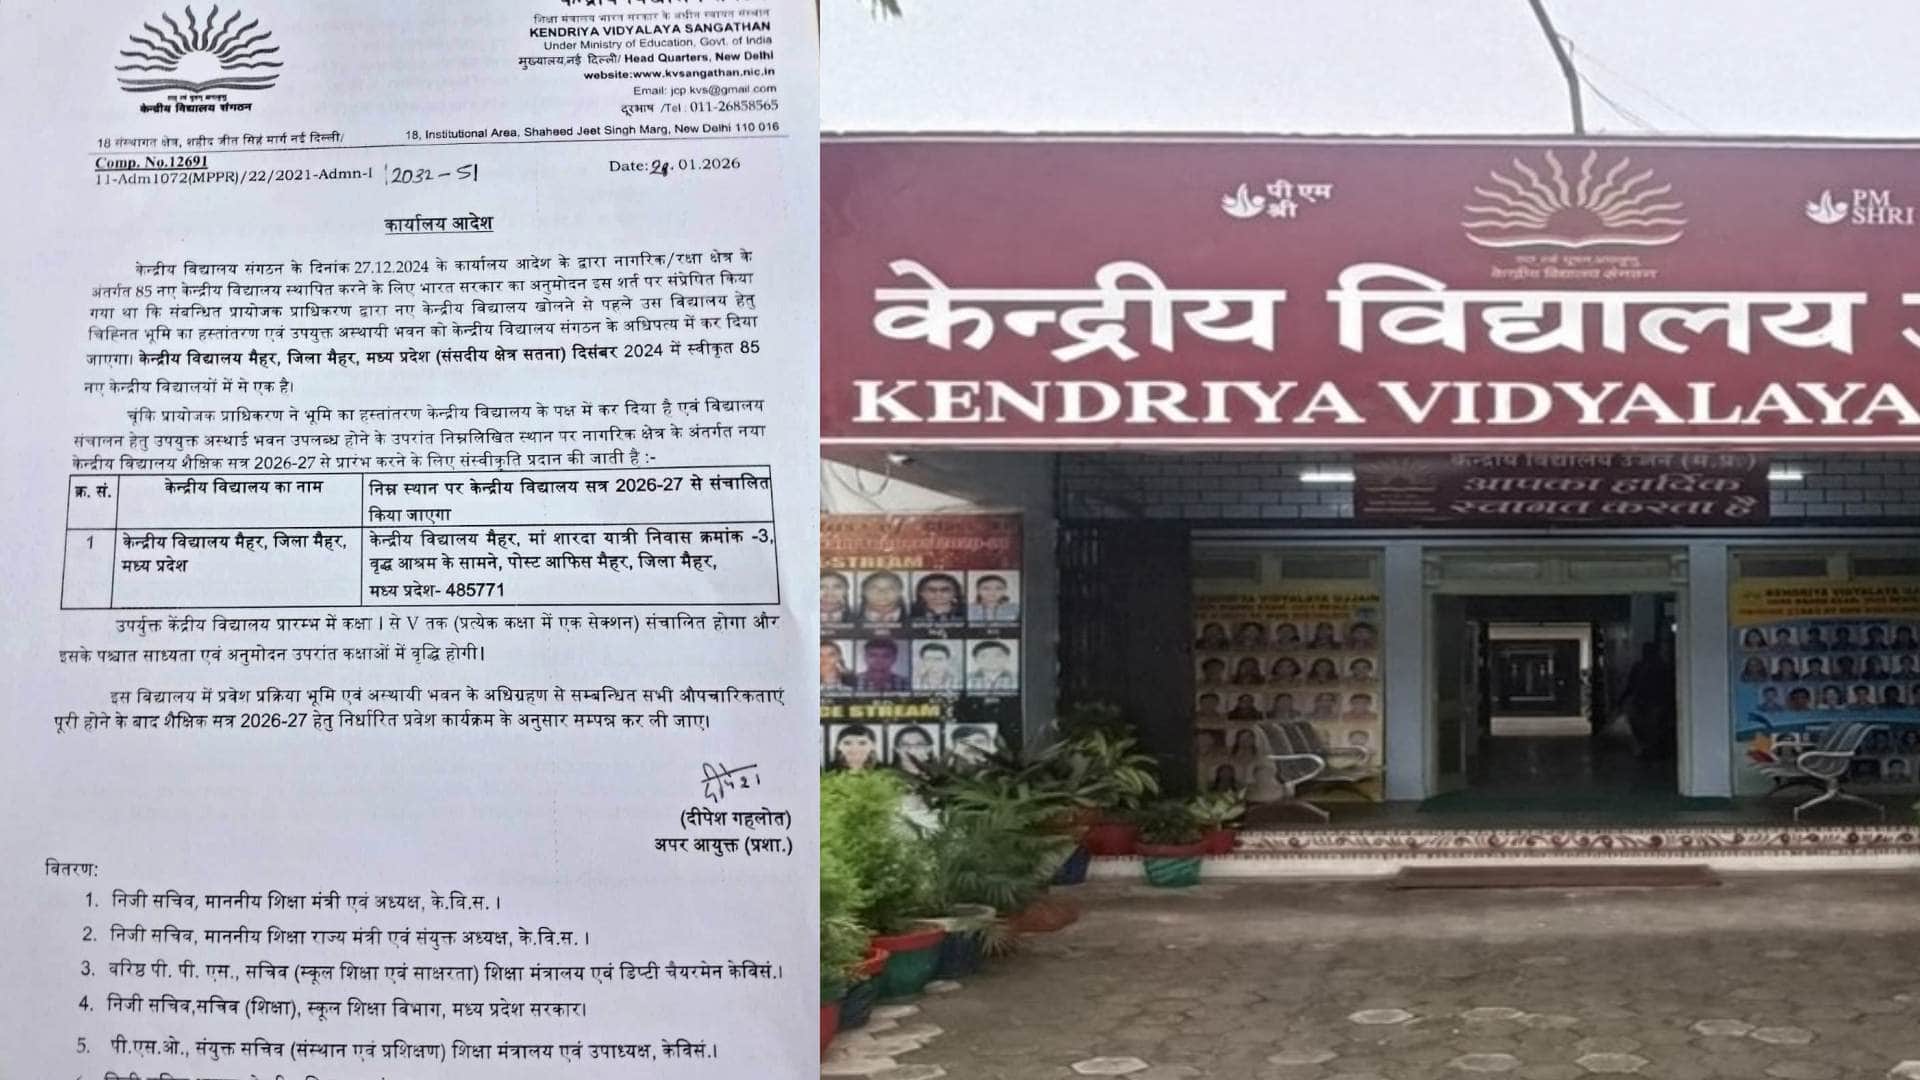 शिक्षा मंत्रालय भारत सरकार के अधीन स्वायत्त संस्थान
KENDRIYA VIDYALAYA SANGATHAN
Under Ministry of Education, Govt. of India
मुख्यालय,नई दिल्ली/ Head Quarters, New Delhi
website:www.kvsangathan.nic.in
Email: jcp.kvs@gmail.com
दूरभाष /Tel : 011-26858565
केन्द्रीय विद्यालय संगठन
18 संस्थागत क्षेत्र, शहीद जीत सिंह मार्ग नई दिल्ली/ 18, Institutional Area, Shaheed Jeet Singh Marg, New Delhi 110 016
Comp. No.12691
11-Adm1072(MPPR)/22/2021-Admn-I /2032-51 Date: .01.2026
कार्यालय आदेश
केन्द्रीय विद्यालय संगठन के दिनांक 27.12.2024 के कार्यालय आदेश के द्वारा नागरिक/रक्षा क्षेत्र के
अंतर्गत 85 नए केन्द्रीय विद्यालय स्थापित करने के लिए भारत सरकार का अनुमोदन इस शर्त पर संप्रेषित किया
गया था कि संबन्धित प्रायोजक प्राधिकरण द्वारा नए केन्द्रीय विद्यालय खोलने से पहले उस विद्यालय हेतु
चिह्नित भूमि का हस्तांतरण एवं उपयुक्त अस्थायी भवन को केन्द्रीय विद्यालय संगठन के अधिपत्य में कर दिया
जाएगा। केन्द्रीय विद्यालय मैहर, जिला मैहर, मध्य प्रदेश (संसदीय क्षेत्र सतना) दिसंबर 2024 में स्वीकृत 85
नए केन्द्रीय विद्यालयों में से एक है।
चूंकि प्रायोजक प्राधिकरण ने भूमि का हस्तांतरण केन्द्रीय विद्यालय के पक्ष में कर दिया है एवं विद्यालय
संचालन हेतु उपयुक्त अस्थाई भवन उपलब्ध होने के उपरांत निम्नलिखित स्थान पर नागरिक क्षेत्र के अंतर्गत नया
केन्द्रीय विद्यालय शैक्षिक सत्र 2026-27 से प्रारंभ करने के लिए संस्वीकृति प्रदान की जाती है :-
क्र. सं. केन्द्रीय विद्यालय का नाम निम्न स्थान पर केन्द्रीय विद्यालय सत्र 2026-27 से संचालित
किया जाएगा
1 केन्द्रीय विद्यालय मैहर, जिला मैहर, केन्द्रीय विद्यालय मैहर, मां शारदा यात्री निवास क्रमांक -3,
मध्य प्रदेश वृद्ध आश्रम के सामने, पोस्ट आफिस मैहर, जिला मैहर,
मध्य प्रदेश- 485771
उपर्युक्त केंद्रीय विद्यालय प्रारम्भ में कक्षा I से V तक (प्रत्येक कक्षा में एक सेक्शन) संचालित होगा और
इसके पश्चात साध्यता एवं अनुमोदन उपरांत कक्षाओं में वृद्धि होगी।
इस विद्यालय में प्रवेश प्रक्रिया भूमि एवं अस्थायी भवन के अधिग्रहण से सम्बन्धित सभी औपचारिकताएं
पूरी होने के बाद शैक्षिक सत्र 2026-27 हेतु निर्धारित प्रवेश कार्यक्रम के अनुसार सम्पन्न कर ली जाए।
(दीपेश गहलोत)
अपर आयुक्त (प्रशा.)
वितरण:
1. निजी सचिव, माननीय शिक्षा मंत्री एवं अध्यक्ष, के.वि.स. ।
2. निजी सचिव, माननीय शिक्षा राज्य मंत्री एवं संयुक्त अध्यक्ष, के.वि.स. ।
3. वरिष्ठ पी. पी. एस., सचिव (स्कूल शिक्षा एवं साक्षरता) शिक्षा मंत्रालय एवं डिप्टी चैयरमेन केविसं.।
4. निजी सचिव,सचिव (शिक्षा), स्कूल शिक्षा विभाग, मध्य प्रदेश सरकार।
5. पी.एस.ओ., संयुक्त सचिव (संस्थान एवं प्रशिक्षण) शिक्षा मंत्रालय एवं उपाध्यक्ष, केविसं.।
पी एम
श्री
PM
SHRI
केन्द्रीय विद्यालय संगठन
केन्द्रीय विद्यालय
KENDRIYA VIDYALAYA
केन्द्रीय विद्यालय उज्जैन (म.प्र.)
आपका हार्दिक
स्वागत करता है
STREAM
KENDRIYA VIDYALAYA UJJAIN
CE STREAM